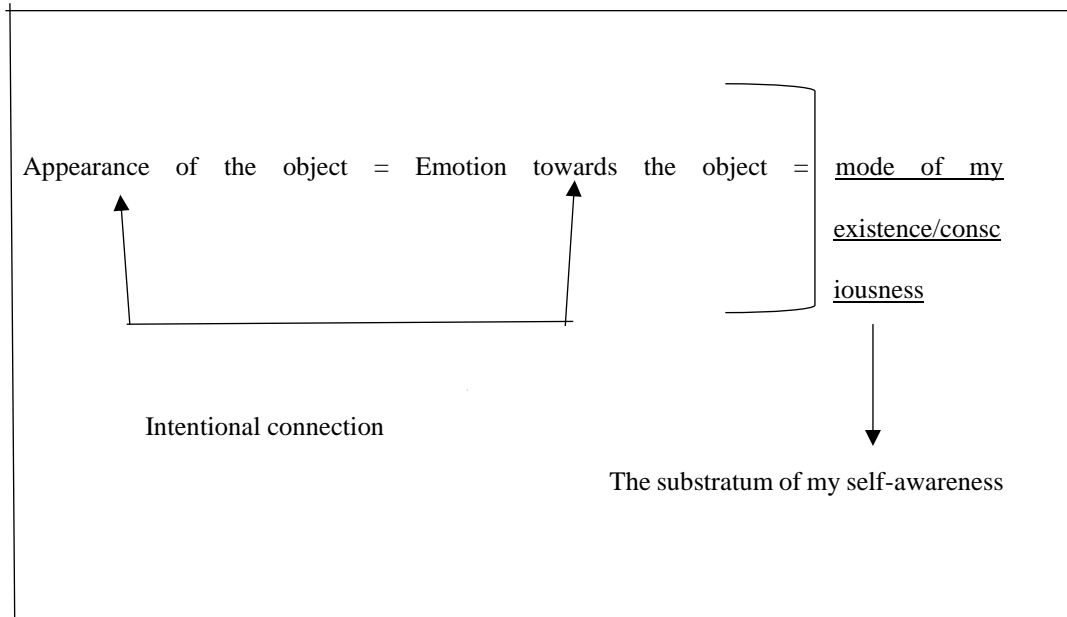 Appearance of the object = Emotion towards the object = mode of my
existence/consc
iousness
Intentional connection
The substratum of my self-awareness